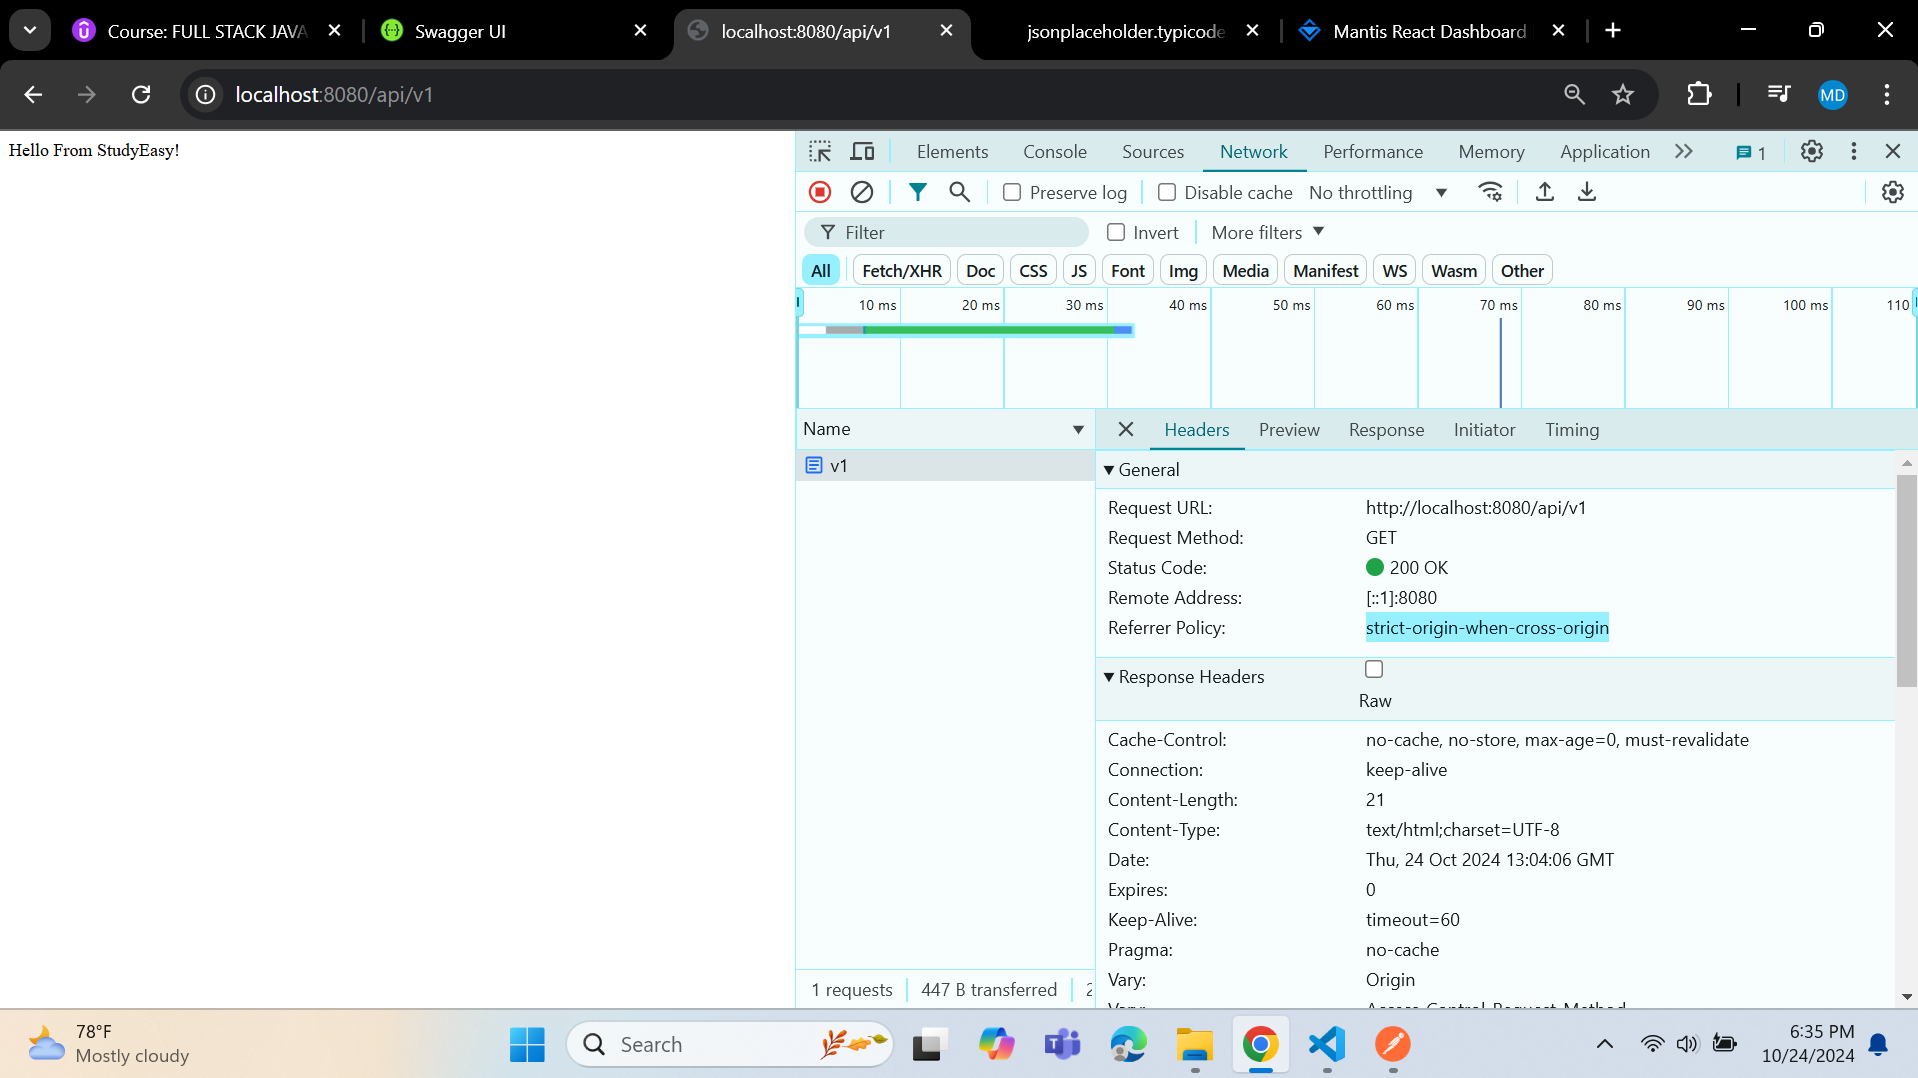 Course: FULL STACK JAVA
Swagger UI
localhost:8080/api/v1
jsonplaceholder.typicode
Mantis React Dashboard
localhost:8080/api/v1
MD
Hello From StudyEasy!
Elements Console Sources Network Performance Memory Application 1
Preserve log Disable cache No throttling
Filter Invert More filters
All Fetch/XHR Doc CSS JS Font Img Media Manifest WS Wasm Other
10 ms 20 ms 30 ms 40 ms 50 ms 60 ms 70 ms 80 ms 90 ms 100 ms 110
Name
v1
Headers Preview Response Initiator Timing
General
Request URL: http://localhost:8080/api/v1
Request Method: GET
Status Code: 200 OK
Remote Address: [::1]:8080
Referrer Policy: strict-origin-when-cross-origin
Response Headers
Raw
Cache-Control: no-cache, no-store, max-age=0, must-revalidate
Connection: keep-alive
Content-Length: 21
Content-Type: text/html;charset=UTF-8
Date: Thu, 24 Oct 2024 13:04:06 GMT
Expires: 0
Keep-Alive: timeout=60
Pragma: no-cache
Vary: Origin
Vary: Access-Control-Request-Method
1 requests 447 B transferred 2
78°F
Mostly cloudy
Search
6:35 PM
10/24/2024